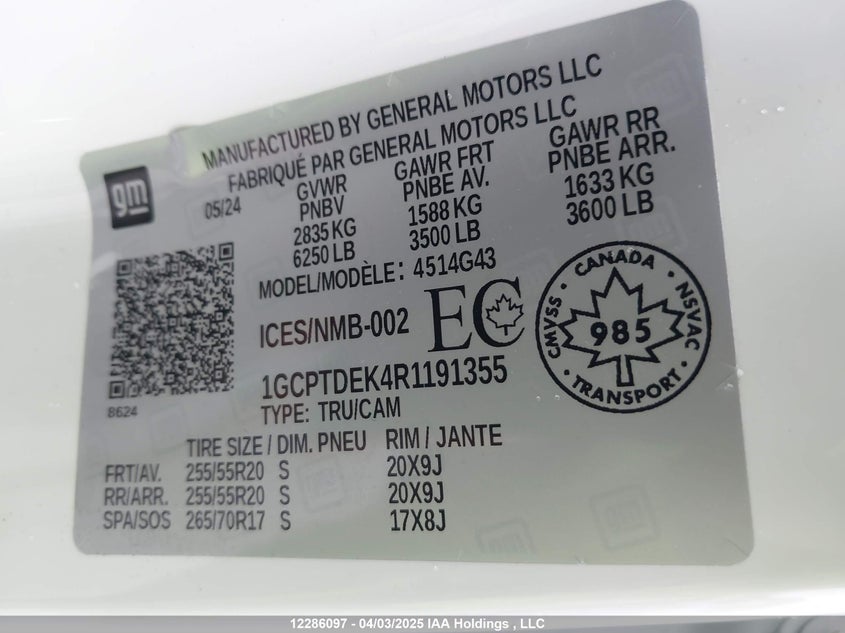 MANUFACTURED BY GENERAL MOTORS LLC
FABRIQUÉ PAR GENERAL MOTORS LLC
gm
05/24
GVWR GAWR FRT GAWR RR
PNBV PNBE AV. PNBE ARR.
2835 KG 1588 KG 1633 KG
6250 LB 3500 LB 3600 LB
MODEL/MODÈLE: 4514G43
ICES/NMB-002 EC
CANADA
CMVSS 985 NSVAC
TRANSPORT
1GCPTDEK4R1191355
8624
TYPE: TRU/CAM
TIRE SIZE / DIM. PNEU RIM / JANTE
FRT/AV. 255/55R20 S 20X9J
RR/ARR. 255/55R20 S 20X9J
SPA/SOS 265/70R17 S 17X8J
12286097 - 04/03/2025 IAA Holdings , LLC